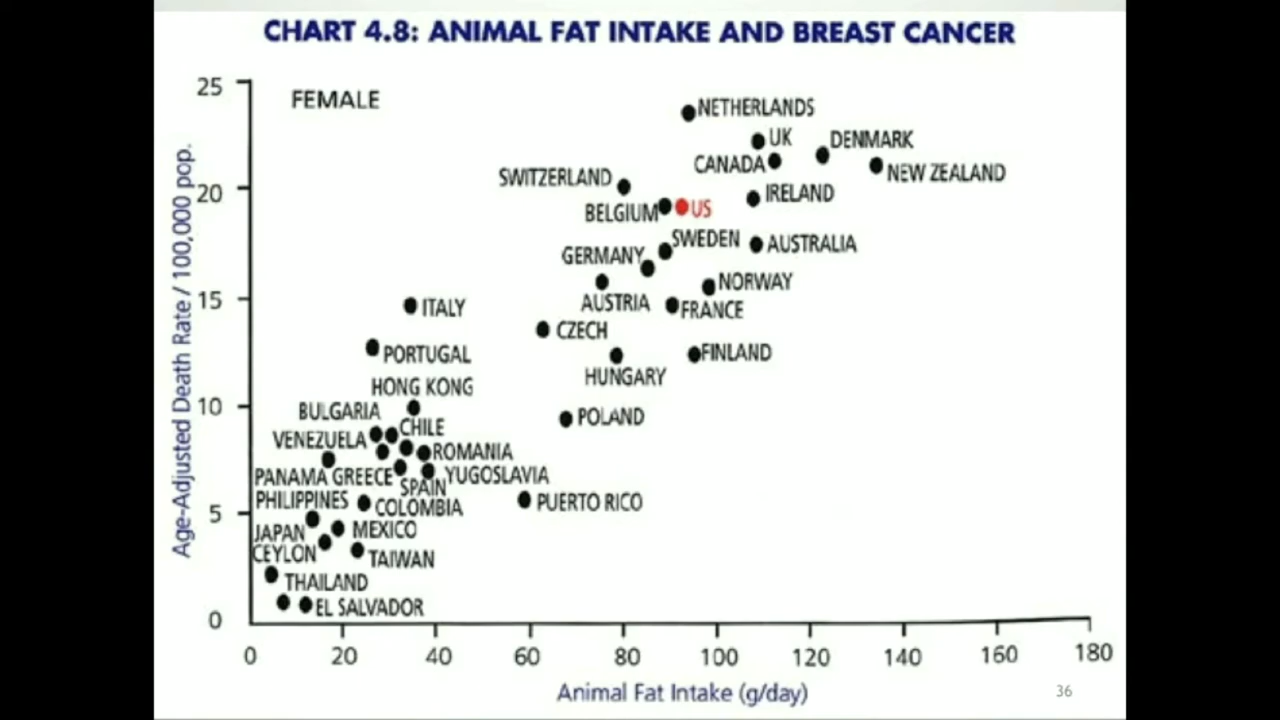 CHART 4.8: ANIMAL FAT INTAKE AND BREAST CANCER
25
FEMALE
NETHERLANDS
UK
DENMARK
CANADA
NEW ZEALAND
SWITZERLAND
20
IRELAND
BELGIUM
US
SWEDEN
AUSTRALIA
GERMANY
NORWAY
AUSTRIA
FRANCE
15
ITALY
CZECH
PORTUGAL
FINLAND
HUNGARY
HONG KONG
10
BULGARIA
POLAND
CHILE
VENEZUELA
ROMANIA
PANAMA GREECE
YUGOSLAVIA
SPAIN
PHILIPPINES
COLOMBIA
PUERTO RICO
5
JAPAN
MEXICO
CEYLON
TAIWAN
THAILAND
EL SALVADOR
0
Age-Adjusted Death Rate / 100,000 pop.
0 20 40 60 80 100 120 140 160 180
Animal Fat Intake (g/day)
36